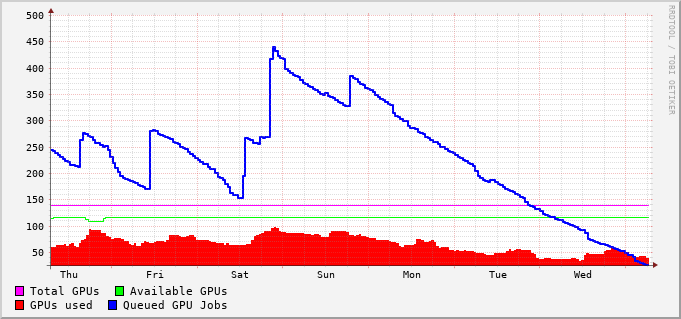 500
450
400
350
300
250
200
150
100
50
Thu Fri Sat Sun Mon Tue Wed
Total GPUs Available GPUs
GPUs used Queued GPU Jobs
RRDTOOL / TOBI OETIKER